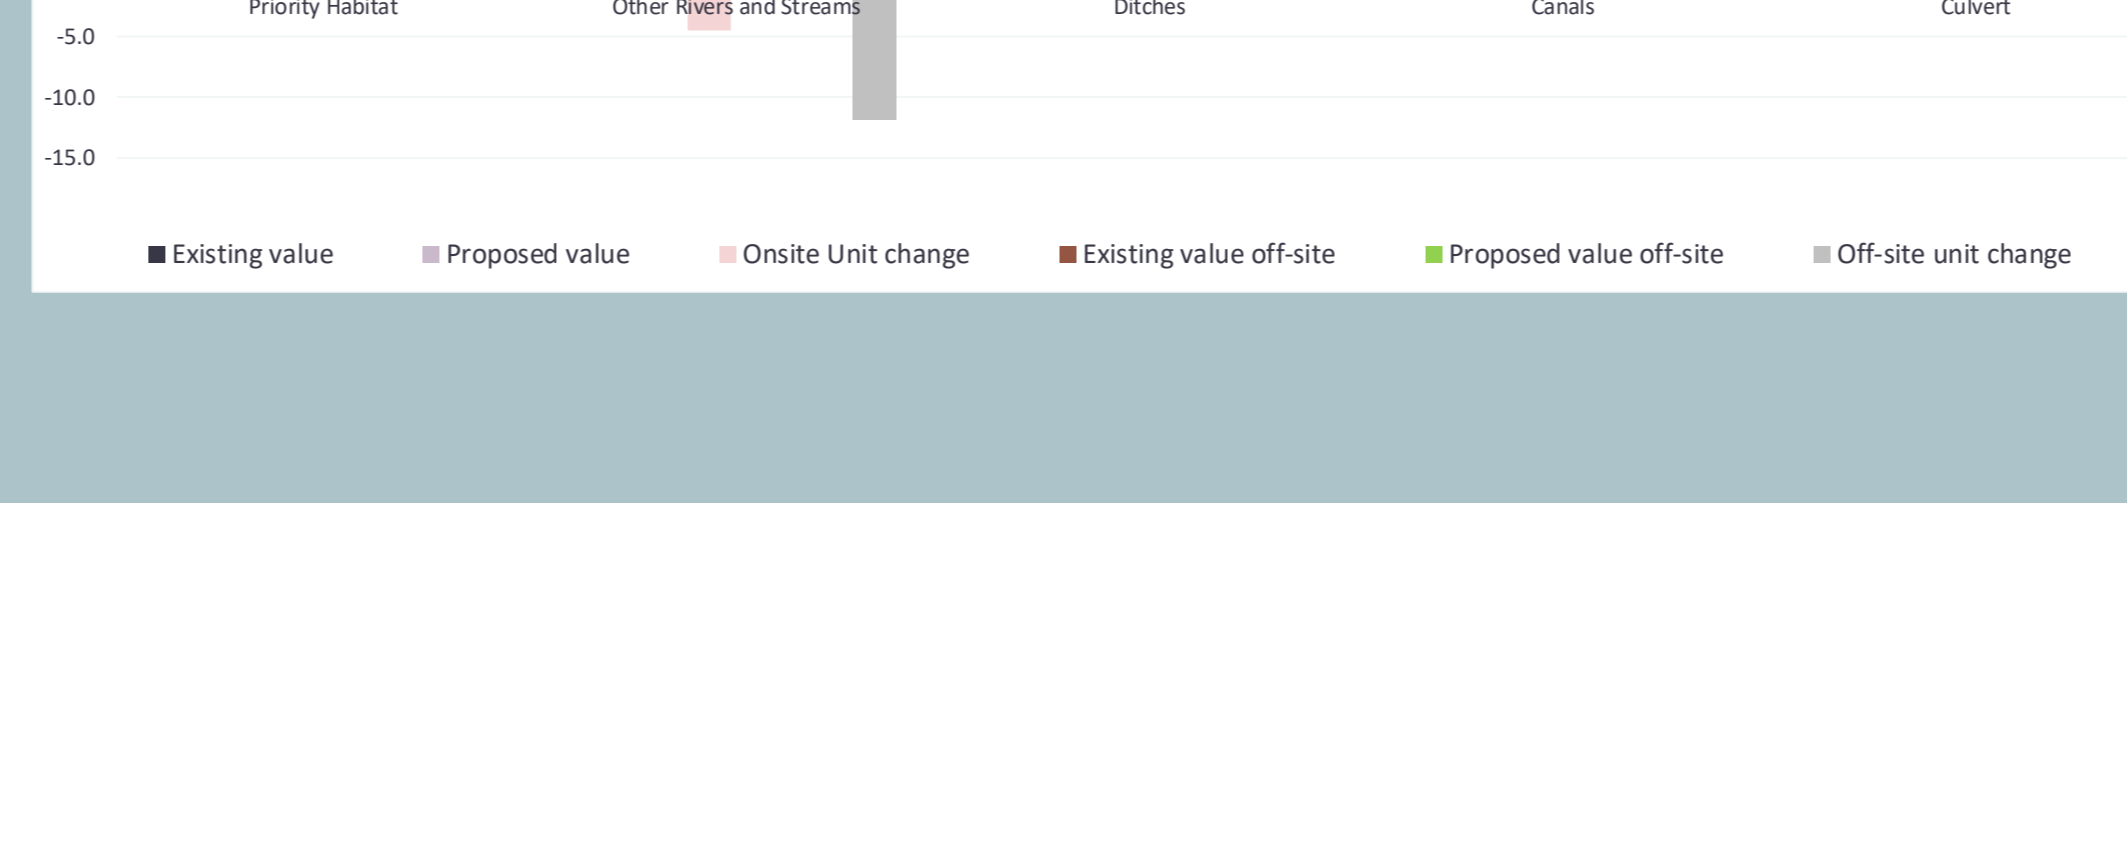 Priority Habitat Other Rivers and Streams Ditches Canals Culvert
-5.0
-10.0
-15.0
Existing value Proposed value Onsite Unit change Existing value off-site Proposed value off-site Off-site unit change